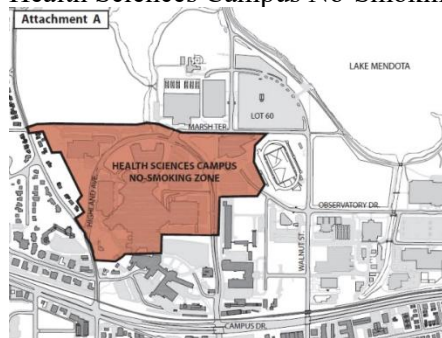 Health Sciences Campus No-Smokin
Attachment A
LAKE MENDOTA
LOT 60
MARSH TER.
HEALTH SCIENCES CAMPUS
NO-SMOKING ZONE
HIGHLAND AVE.
OBSERVATORY DR.
WALNUT ST.
CAMPUS DR.